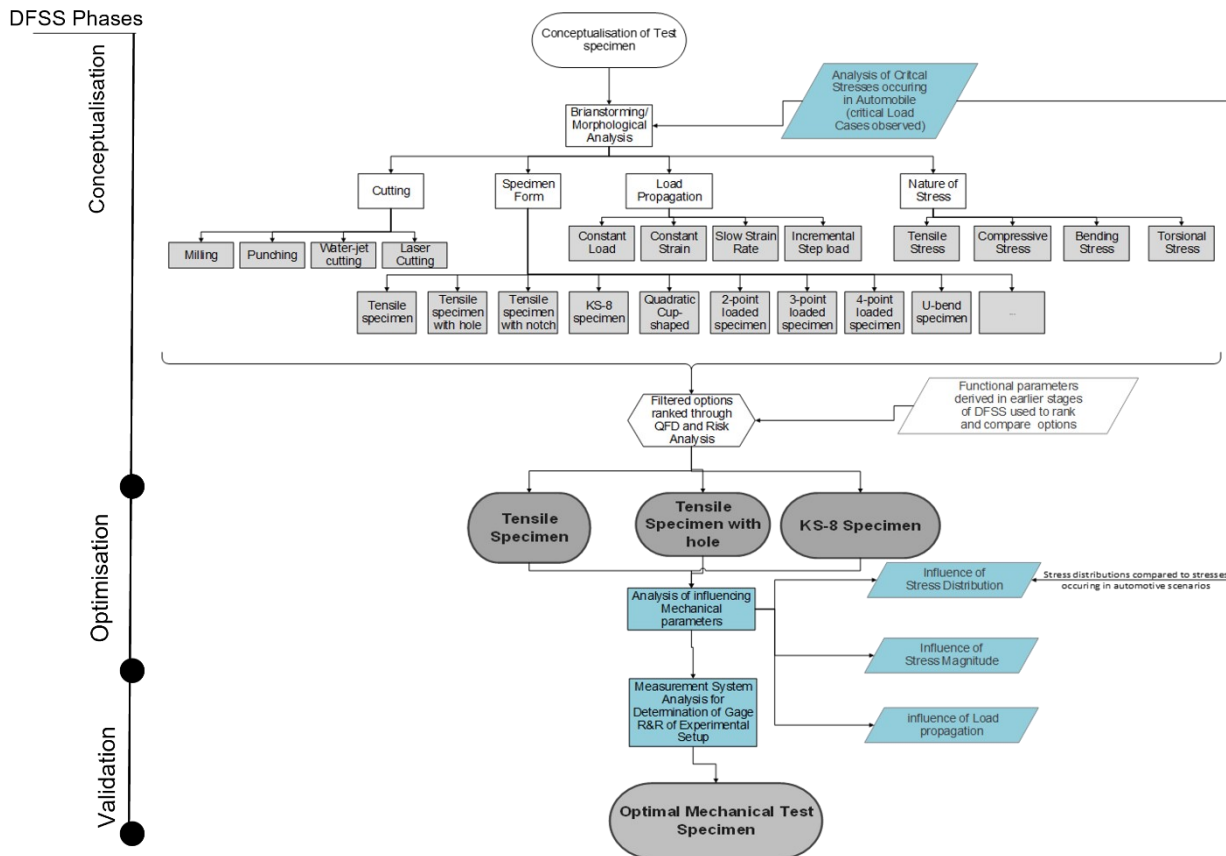 DFSS Phases
Conceptualisation
Optimisation
Validation
Conceptualisation of Test
specimen
Analysis of Critcal
Stresses occuring
in Automobile
(critical Load
Cases observed)
Brianstorming/
Morphological
Analysis
Cutting
Specimen
Form
Load
Propagation
Nature of
Stress
Milling
Punching
Water-jet
cutting
Laser
Cutting
Constant
Load
Constant
Strain
Slow Strain
Rate
Incremental
Step load
Tensile
Stress
Compressive
Stress
Bending
Stress
Torsional
Stress
Tensile
specimen
Tensile
specimen
with hole
Tensile
specimen
with notch
KS-8
specimen
Quadratic
Cup-
shaped
2-point
loaded
specimen
3-point
loaded
specimen
4-point
loaded
specimen
U-bend
specimen
...
Filtered options
ranked through
QFD and Risk
Analysis
Functional parameters
derived in earlier stages
of DFSS used to rank
and compare options
Tensile
Specimen
Tensile
Specimen with
hole
KS-8 Specimen
Analysis of influencing
Mechanical
parameters
Influence of
Stress Distribution
Stress distributions compared to stresses
occuring in automotive scenarios
Influence of
Stress Magnitude
influence of Load
propagation
Measurement System
Analysis for
Determination of Gage
R&R of Experimental
Setup
Optimal Mechanical Test
Specimen